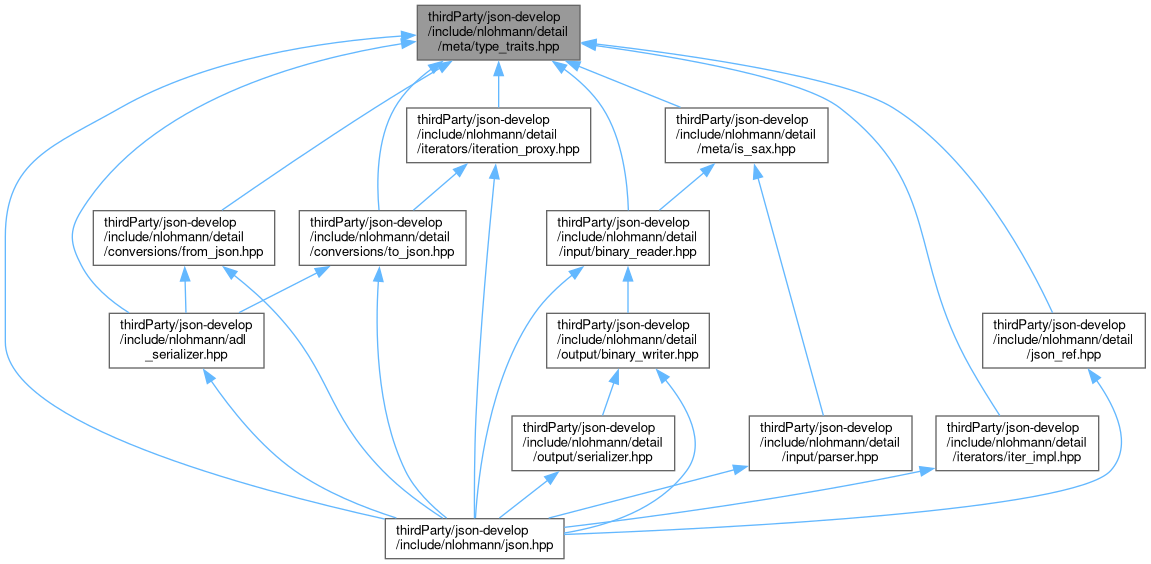 thirdParty/json-develop
/include/nlohmann/detail
/meta/type_traits.hpp
thirdParty/json-develop
/include/nlohmann/detail
/iterators/iteration_proxy.hpp
thirdParty/json-develop
/include/nlohmann/detail
/meta/is_sax.hpp
thirdParty/json-develop
/include/nlohmann/detail
/conversions/from_json.hpp
thirdParty/json-develop
/include/nlohmann/detail
/conversions/to_json.hpp
thirdParty/json-develop
/include/nlohmann/detail
/input/binary_reader.hpp
thirdParty/json-develop
/include/nlohmann/adl
_serializer.hpp
thirdParty/json-develop
/include/nlohmann/detail
/output/binary_writer.hpp
thirdParty/json-develop
/include/nlohmann/detail
/json_ref.hpp
thirdParty/json-develop
/include/nlohmann/detail
/output/serializer.hpp
thirdParty/json-develop
/include/nlohmann/detail
/input/parser.hpp
thirdParty/json-develop
/include/nlohmann/detail
/iterators/iter_impl.hpp
thirdParty/json-develop
/include/nlohmann/json.hpp